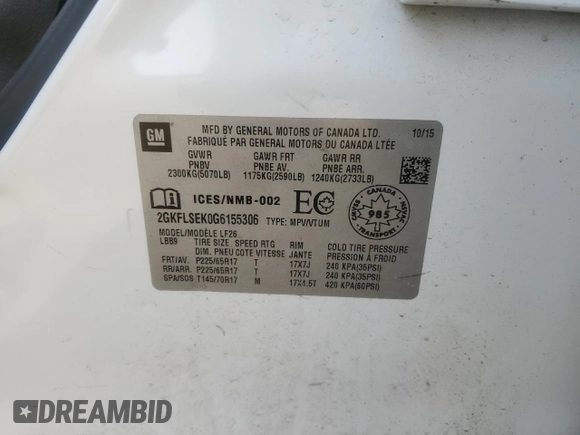 GM
MFD BY GENERAL MOTORS OF CANADA LTD. 10/15
FABRIQUÉ PAR GENERAL MOTORS DU CANADA LTÉE
GVWR GAWR FRT GAWR RR
PNBV PNBE AV. PNBE ARR.
2300KG(5070LB) 1175KG(2590LB) 1240KG(2733LB)
ICES/NMB-002 EC
CANADA
985
CMVSS NSVAC
2GKFLSEK0G6155306 TYPE: MPV/VTUM
MODEL/MODÈLE LF26
LBB9 TIRE SIZE SPEED RTG RIM COLD TIRE PRESSURE
DIM. PNEU COTE VITESSE JANTE PRESSION À FROID
FRT/AV. P225/65R17 T 17X7J 240 KPA(35PSI)
RR/ARR. P225/65R17 T 17X7J 240 KPA(35PSI)
SPA/SDS T145/70R17 M 17X4.5T 420 KPA(60PSI)
DREAMBID